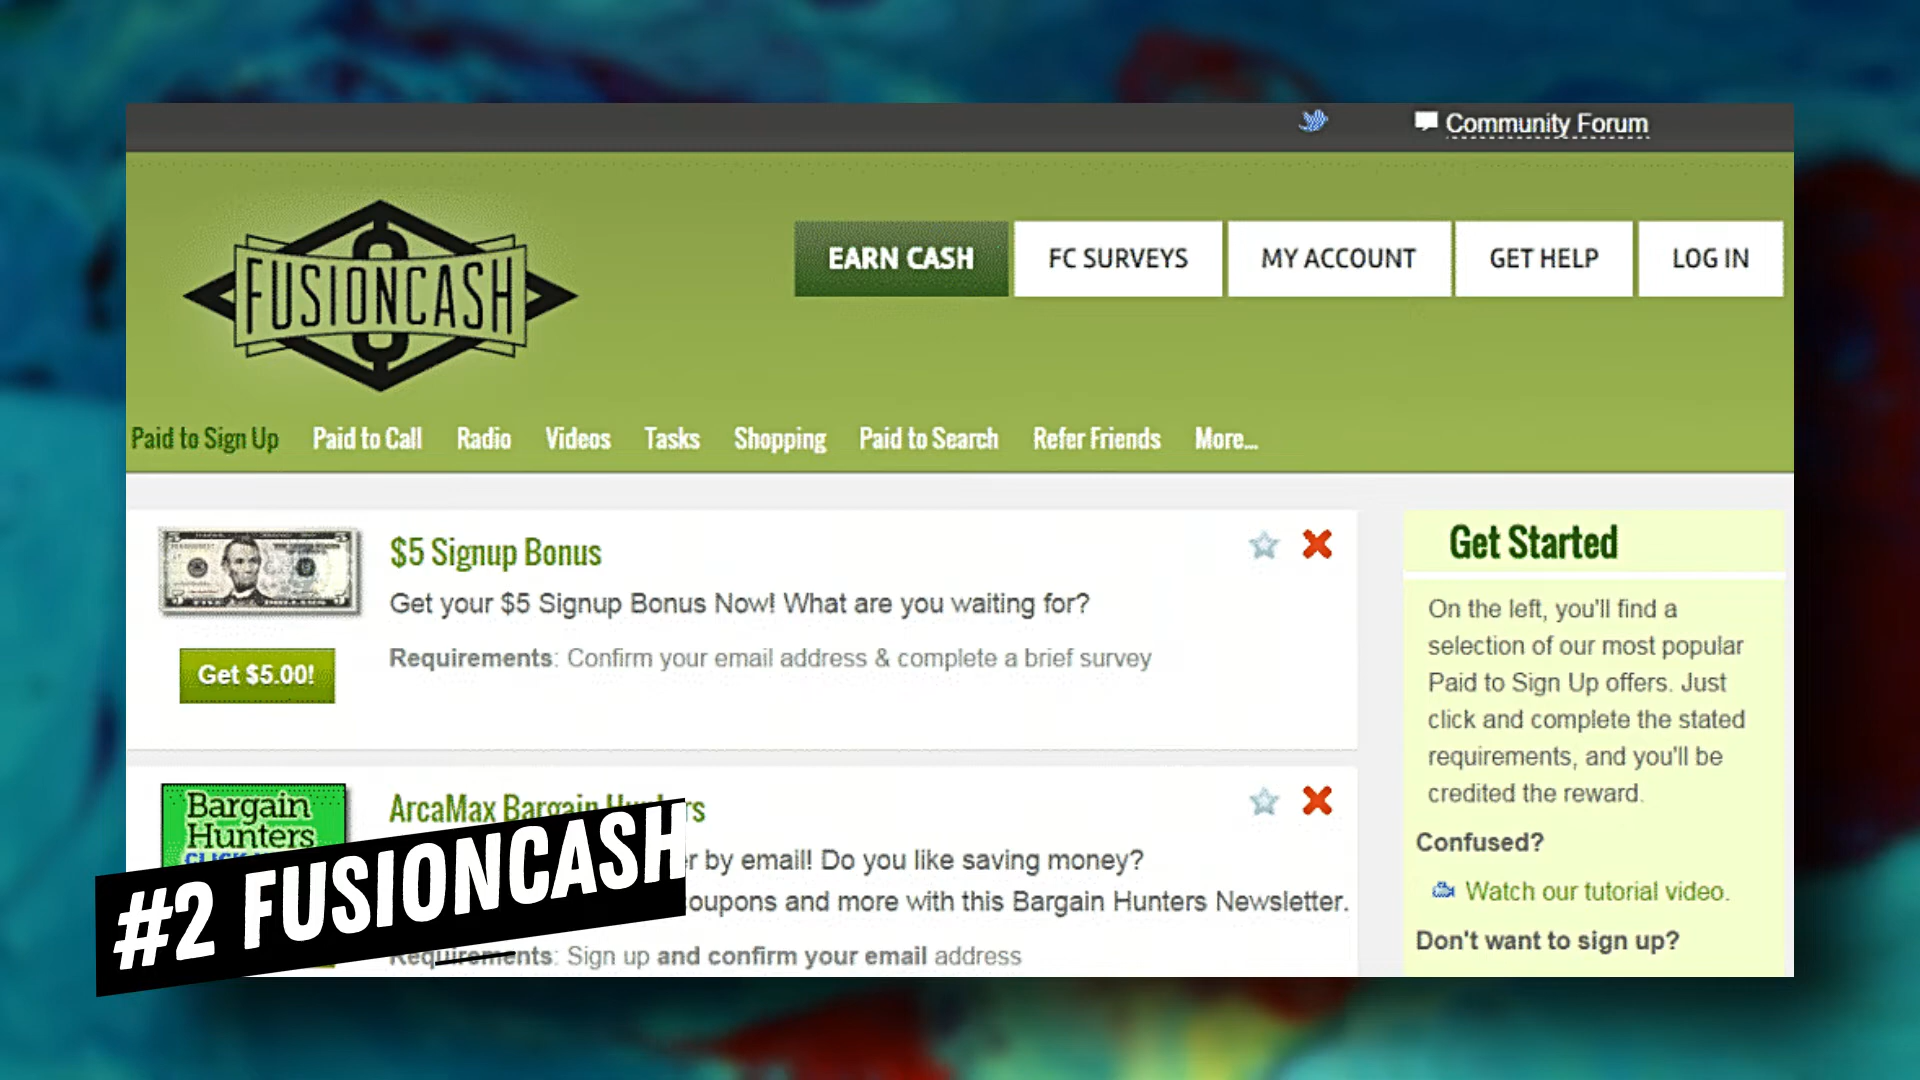 Community Forum
FUSIONCASH
EARN CASH
FC SURVEYS
MY ACCOUNT
GET HELP
LOG IN
Paid to Sign Up
Paid to Call
Radio
Videos
Tasks
Shopping
Paid to Search
Refer Friends
More...
$5 Signup Bonus
Get your $5 Signup Bonus Now! What are you waiting for?
Requirements: Confirm your email address & complete a brief survey
Get $5.00!
Bargain
Hunters
ArcaMax Bargain Hunters
by email! Do you like saving money?
coupons and more with this Bargain Hunters Newsletter.
Requirements: Sign up and confirm your email address
Get Started
On the left, you'll find a
selection of our most popular
Paid to Sign Up offers. Just
click and complete the stated
requirements, and you'll be
credited the reward.
Confused?
Watch our tutorial video.
Don't want to sign up?
#2 FUSIONCASH